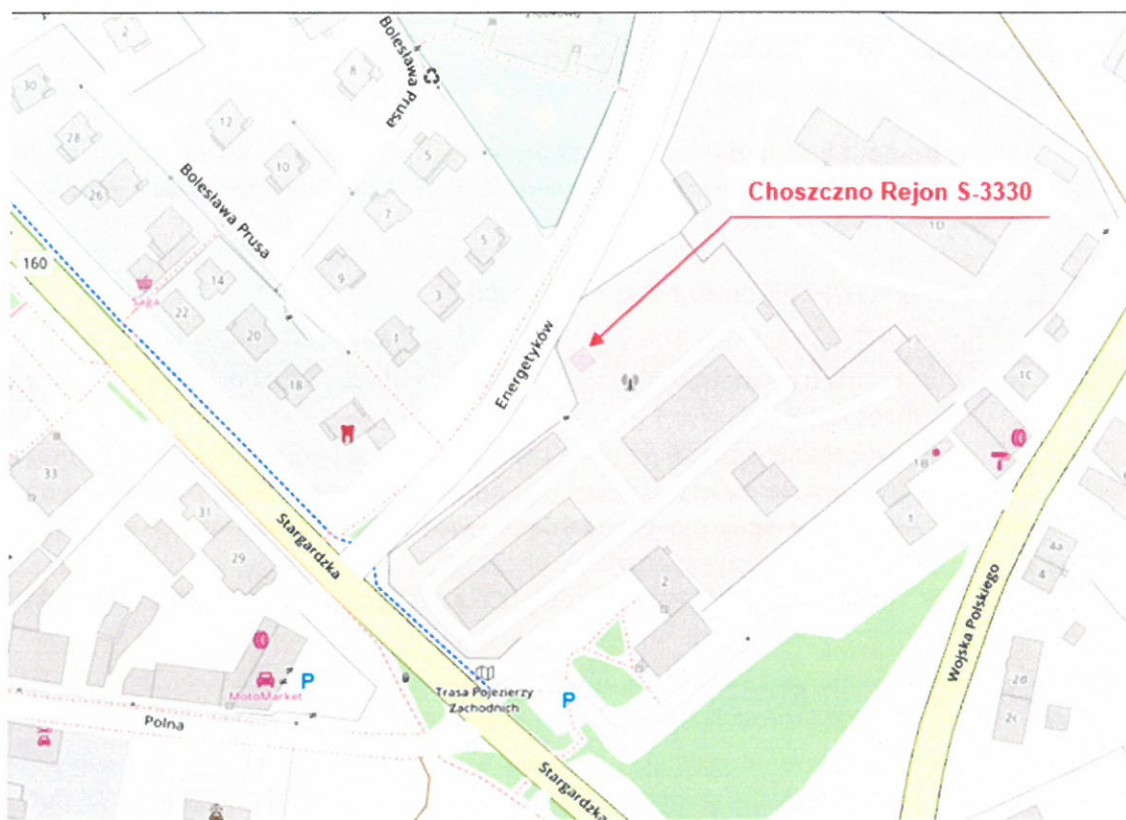 2
30
8
Bolesława Prusa
28
12
10
5
26
Bolesława Prusa
7
Choszczno Rejon S-3330
5
1D
160
9
14
Saga
22
3
20
1
Energetyków
18
1C
33
1B
31
1
Stargardzka
29
4a
4
2
Wojska Polskiego
P
MotoMarket
Trasa Pojezierzy
Zachodnich
P
2B
Polna
2C
Stargardzka